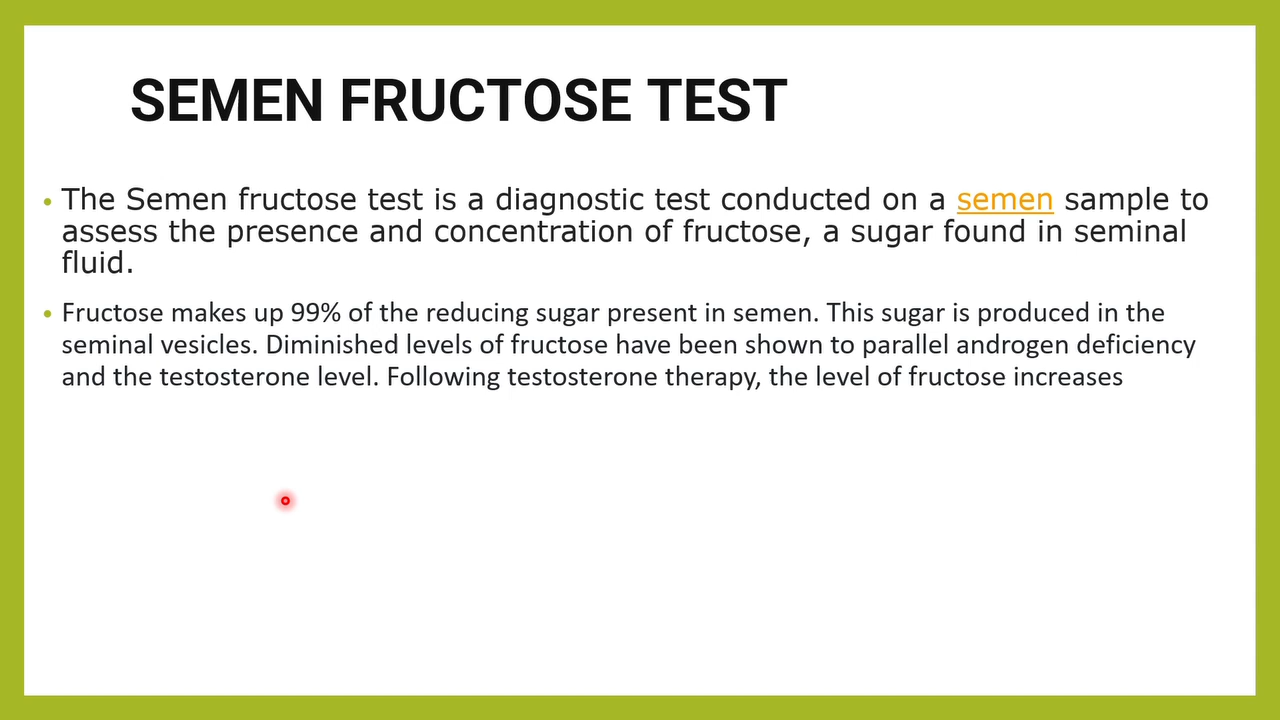 SEMEN FRUCTOSE TEST
• The Semen fructose test is a diagnostic test conducted on a semen sample to
assess the presence and concentration of fructose, a sugar found in seminal
fluid.
• Fructose makes up 99% of the reducing sugar present in semen. This sugar is produced in the
seminal vesicles. Diminished levels of fructose have been shown to parallel androgen deficiency
and the testosterone level. Following testosterone therapy, the level of fructose increases